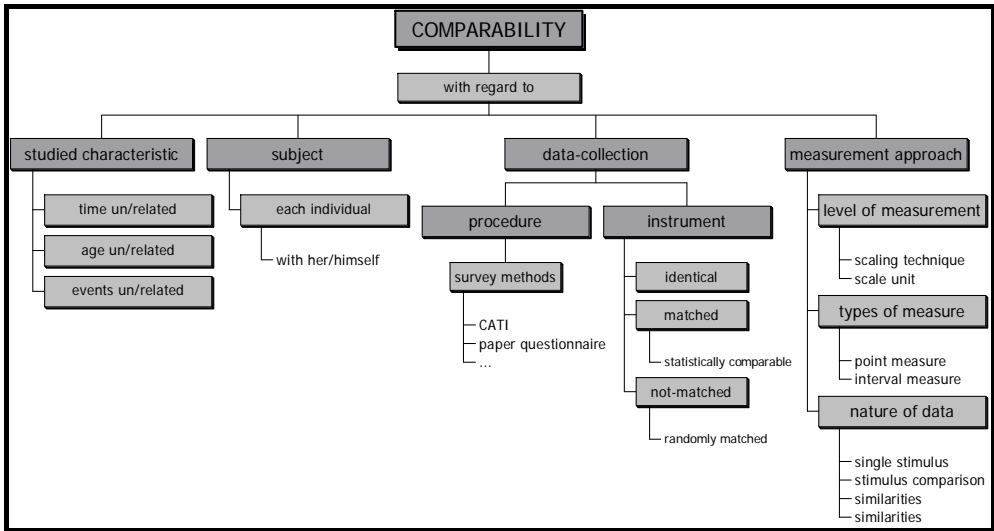 COMPARABILITY
with regard to
studied characteristic
time un/related
age un/related
events un/related
subject
each individual
with her/himself
data-collection
procedure
survey methods
CATI
paper questionnaire
...
instrument
identical
matched
statistically comparable
not-matched
randomly matched
measurement approach
level of measurement
scaling technique
scale unit
types of measure
point measure
interval measure
nature of data
single stimulus
stimulus comparison
similarities
similarities